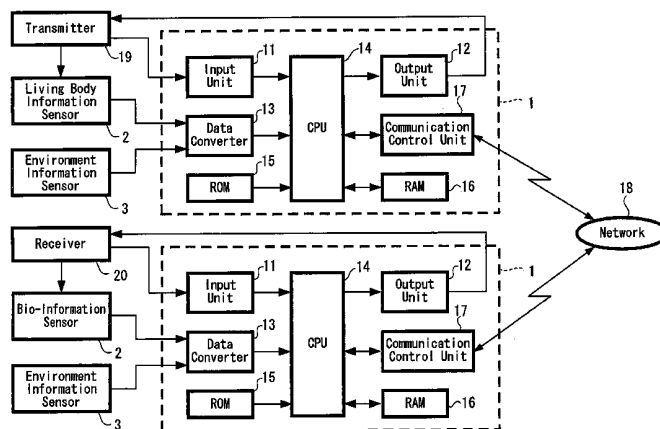 Transmitter
19
Living Body
Information
Sensor
2
Environment
Information
Sensor
3
Input
Unit
11
Data
Converter
13
ROM
15
CPU
14
Output
Unit
12
Communication
Control Unit
17
RAM
16
1
Network
18
Receiver
20
Bio-Information
Sensor
2
Environment
Information
Sensor
3
Input
Unit
11
Data
Converter
13
ROM
15
CPU
14
Output
Unit
12
Communication
Control Unit
17
RAM
16
1